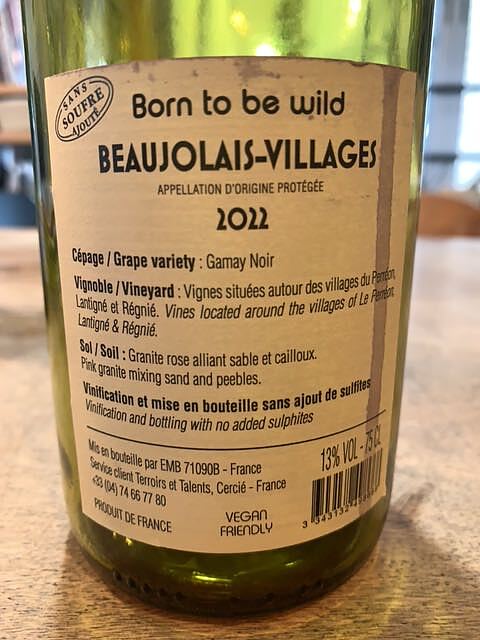 SANS
SOUFRE
AJOUTÉ
Born to be wild
BEAUJOLAIS-VILLAGES
APPELLATION D'ORIGINE PROTÉGÉE
2022
Cépage / Grape variety : Gamay Noir
Vignoble / Vineyard : Vignes situées autour des villages du Perréon,
Lantigné et Régnié. Vines located around the villages of Le Perréon,
Lantigné & Régnié.
Sol / Soil : Granite rose alliant sable et cailloux.
Pink granite mixing sand and peebles.
Vinification et mise en bouteille sans ajout de sulfites
Vinification and bottling with no added sulphites
Mis en bouteille par EMB 71090B - France
Service client Terroirs et Talents, Cercié - France
+33 (04) 74 66 77 80
PRODUIT DE FRANCE
VEGAN
FRIENDLY
13% VOL - 75 CL